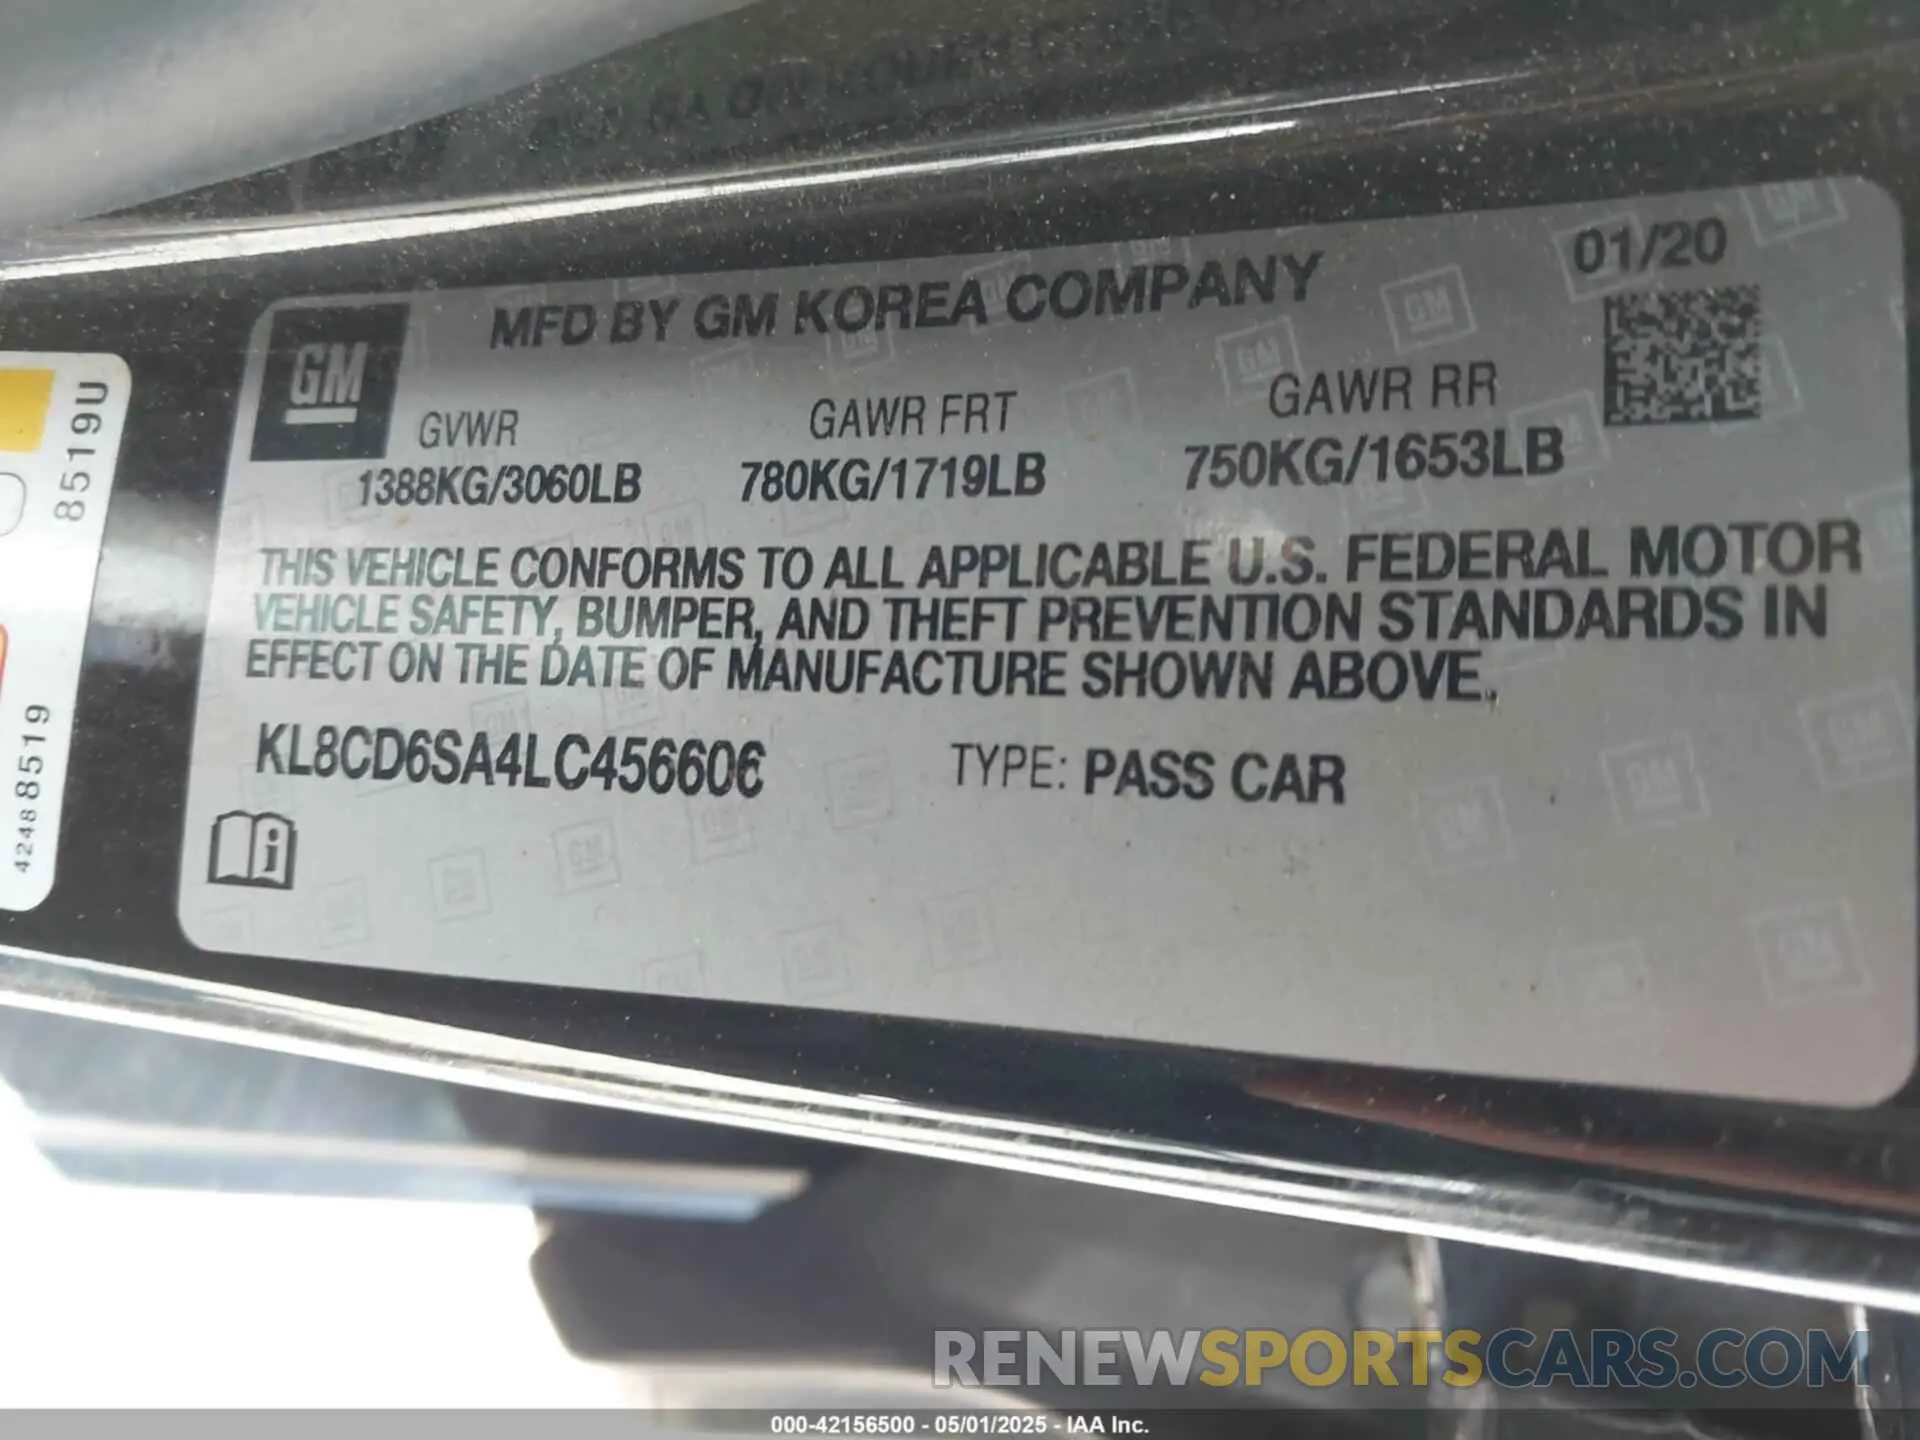 01/20
MFD BY GM KOREA COMPANY
GM
GVWR GAWR FRT GAWR RR
1388KG/3060LB 780KG/1719LB 750KG/1653LB
THIS VEHICLE CONFORMS TO ALL APPLICABLE U.S. FEDERAL MOTOR
VEHICLE SAFETY, BUMPER, AND THEFT PREVENTION STANDARDS IN
EFFECT ON THE DATE OF MANUFACTURE SHOWN ABOVE.
KL8CD6SA4LC456606 TYPE: PASS CAR
8519U
42488519
RENEWSPORTSCARS.COM
000-42156500 - 05/01/2025 - IAA Inc.